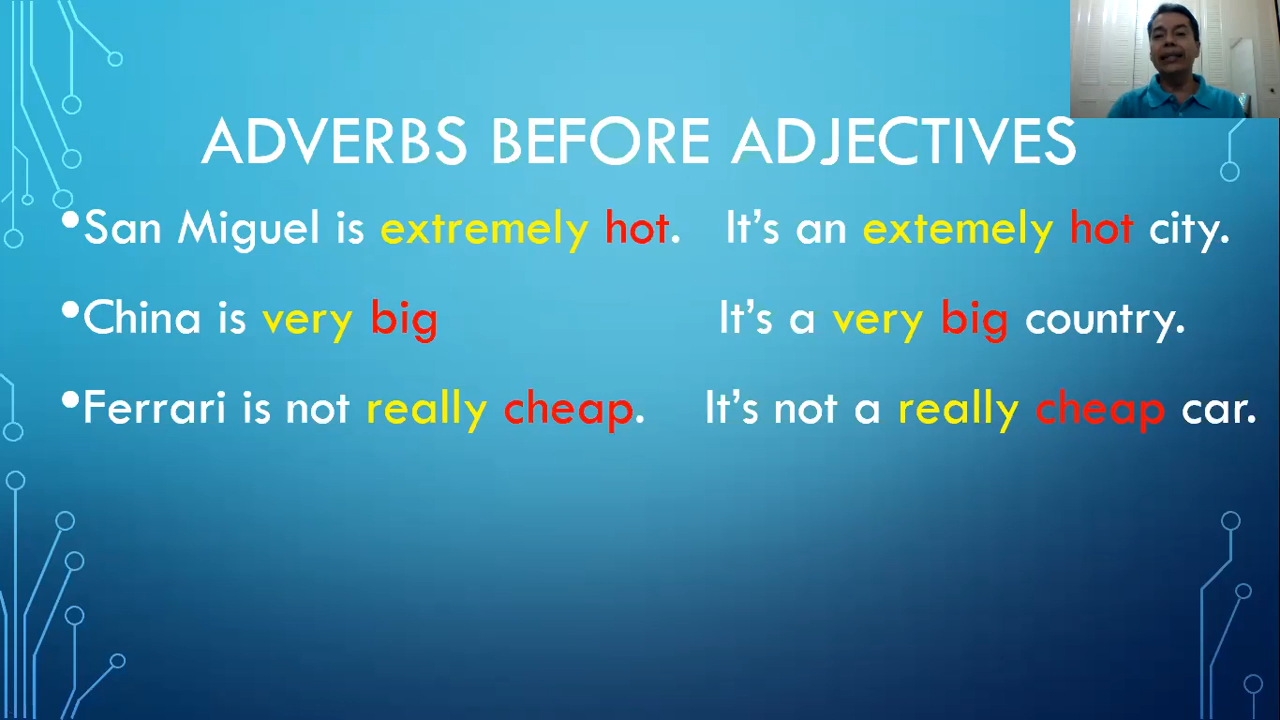 ADVERBS BEFORE ADJECTIVES
•San Miguel is extremely hot. It's an extemely hot city.
•China is very big It's a very big country.
•Ferrari is not really cheap. It's not a really cheap car.